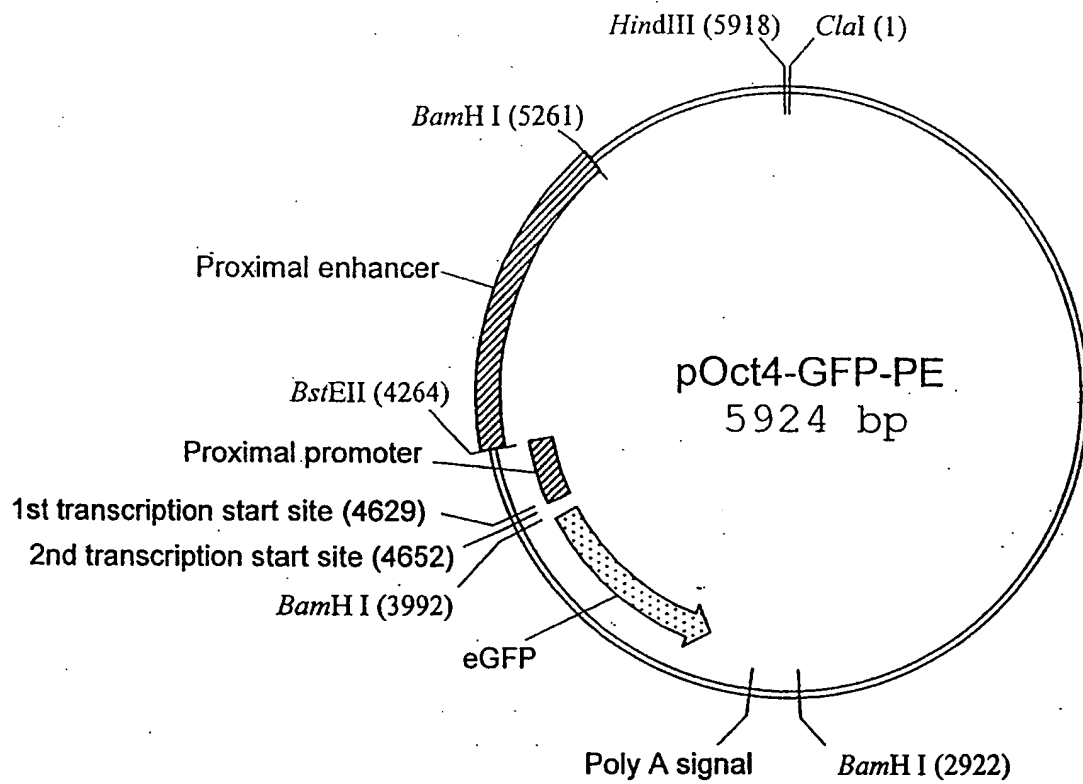 HindIII (5918)
ClaI (1)
BamH I (5261)
Proximal enhancer
pOct4-GFP-PE
5924 bp
BstEII (4264)
Proximal promoter
1st transcription start site (4629)
2nd transcription start site (4652)
BamH I (3992)
eGFP
Poly A signal
BamH I (2922)